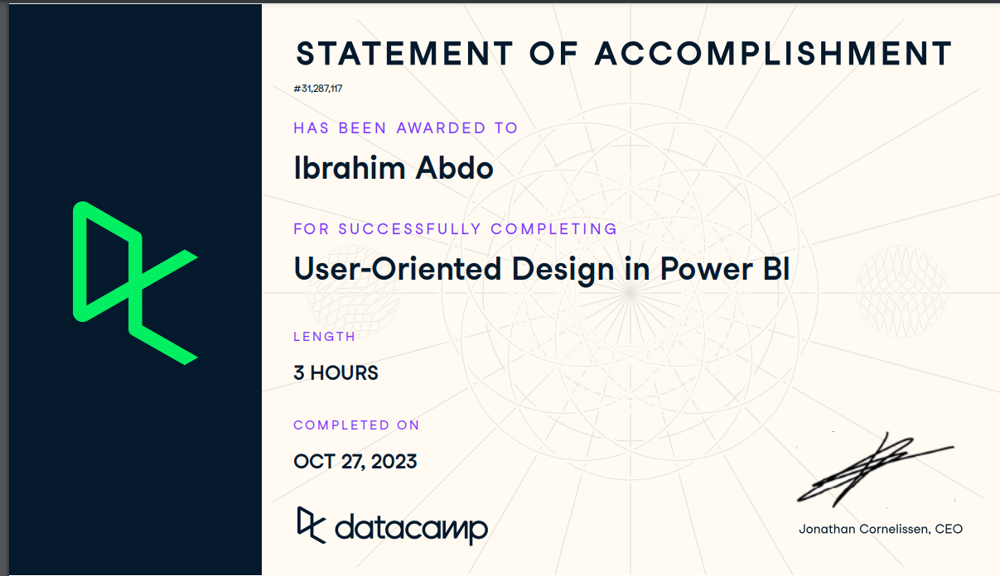 STATEMENT OF ACCOMPLISHMENT
#31,287,117
HAS BEEN AWARDED TO
Ibrahim Abdo
FOR SUCCESSFULLY COMPLETING
User-Oriented Design in Power BI
LENGTH
3 HOURS
COMPLETED ON
OCT 27, 2023
datacamp
Jonathan Cornelissen, CEO